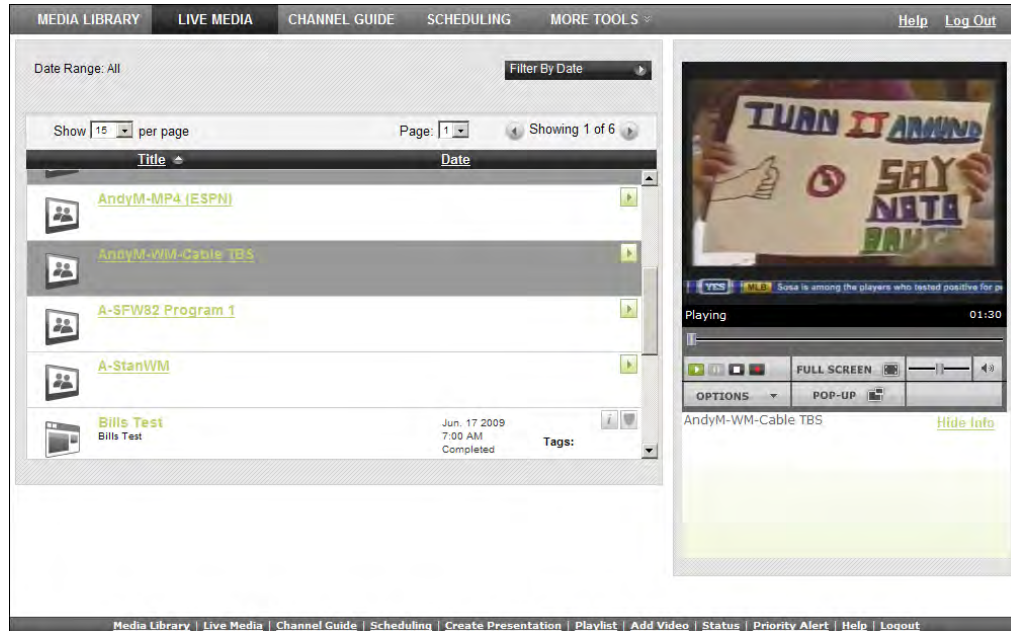 MEDIA LIBRARY LIVE MEDIA CHANNEL GUIDE SCHEDULING MORE TOOLS Help Log Out
Date Range: All Filter By Date
Show 15 per page Page: 1 Showing 1 of 6
Title Date
AndyM-MP4 (ESPN)
AndyM-WM-Cable TBS
A-SFW82 Program 1
A-StanWM
Bills Test
Bills Test
Jun. 17 2009
7:00 AM
Completed
Tags:
i
TURN IT AROUND
SAY
NO TO
YES MLB Sosa is among the players who tested positive for
Playing 01:30
FULL SCREEN
OPTIONS POP-UP
AndyM-WM-Cable TBS Hide Info
Media Library | Live Media | Channel Guide | Scheduling | Create Presentation | Playlist | Add Video | Status | Priority Alert | Help | Logout